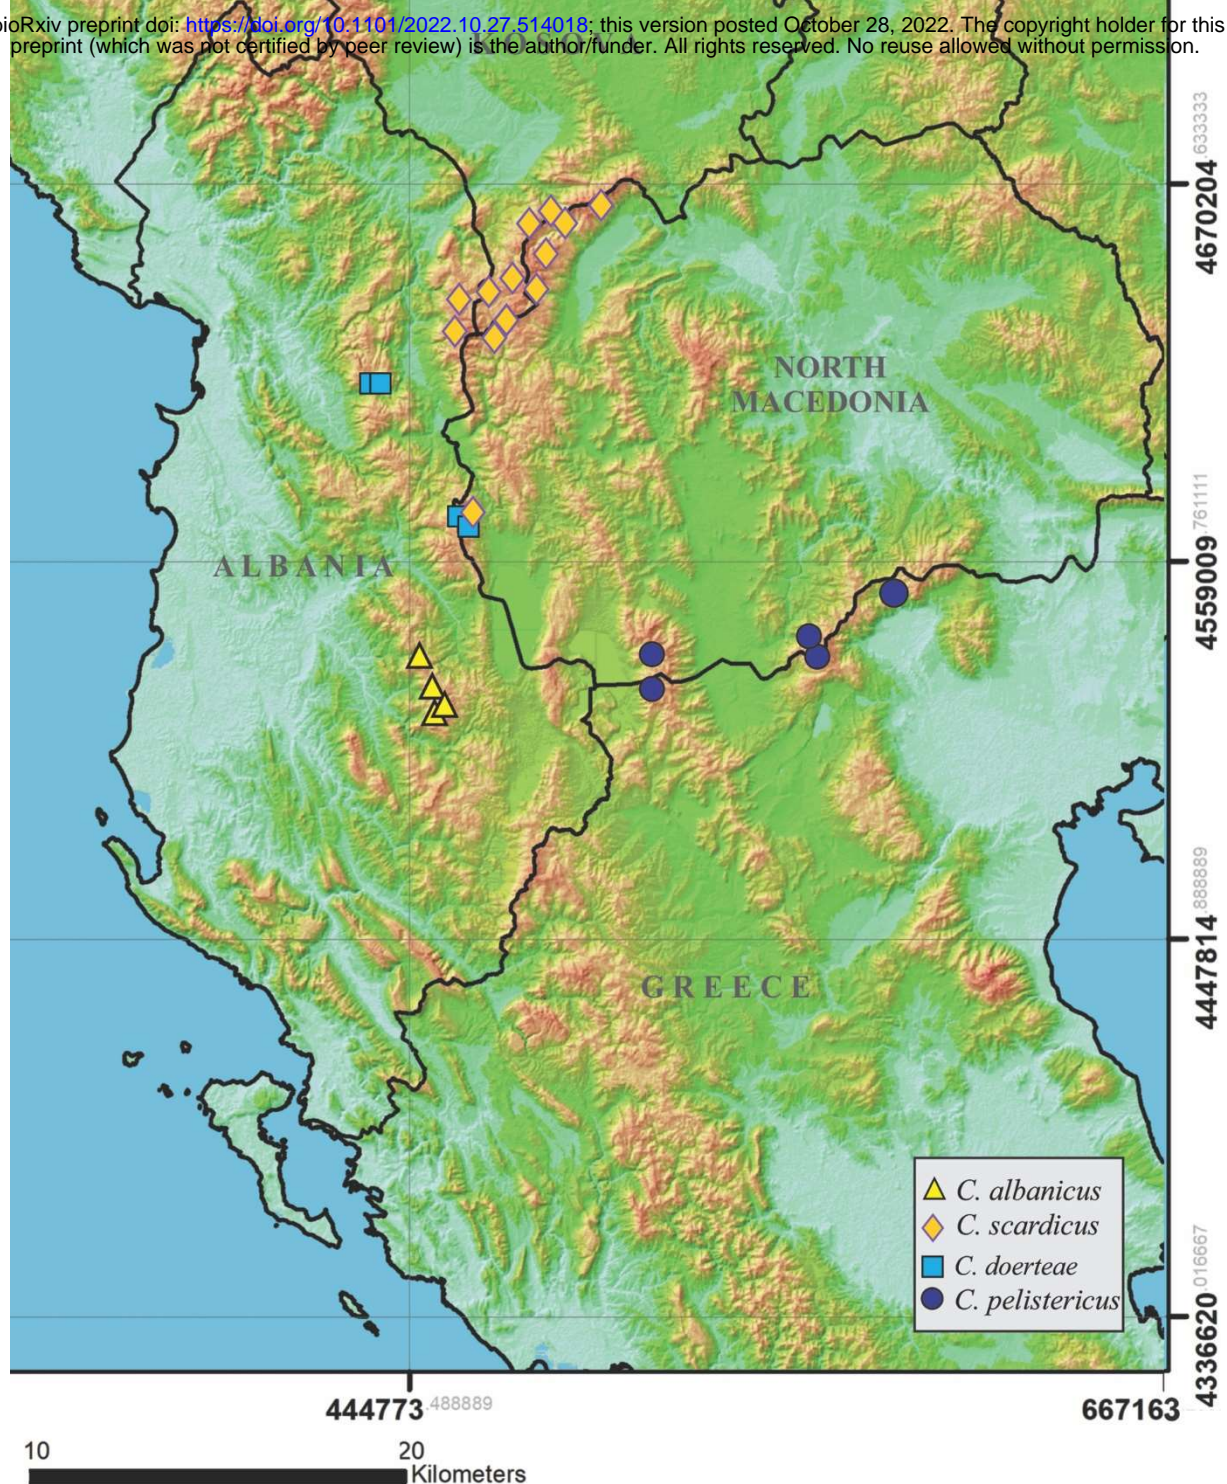 bioRxiv preprint doi: https://doi.org/10.1101/2022.10.27.514018; this version posted October 28, 2022. The copyright holder for this
preprint (which was not certified by peer review) is the author/funder. All rights reserved. No reuse allowed without permission.
KOSOVA
4670204.633333
NORTH
MACEDONIA
4559009.761111
ALBANIA
4447814.888889
GREECE
C. albanicus
C. scardicus
C. doerteae
C. pelistericus
4336620.016667
444773.488889
667163
10 20
Kilometers